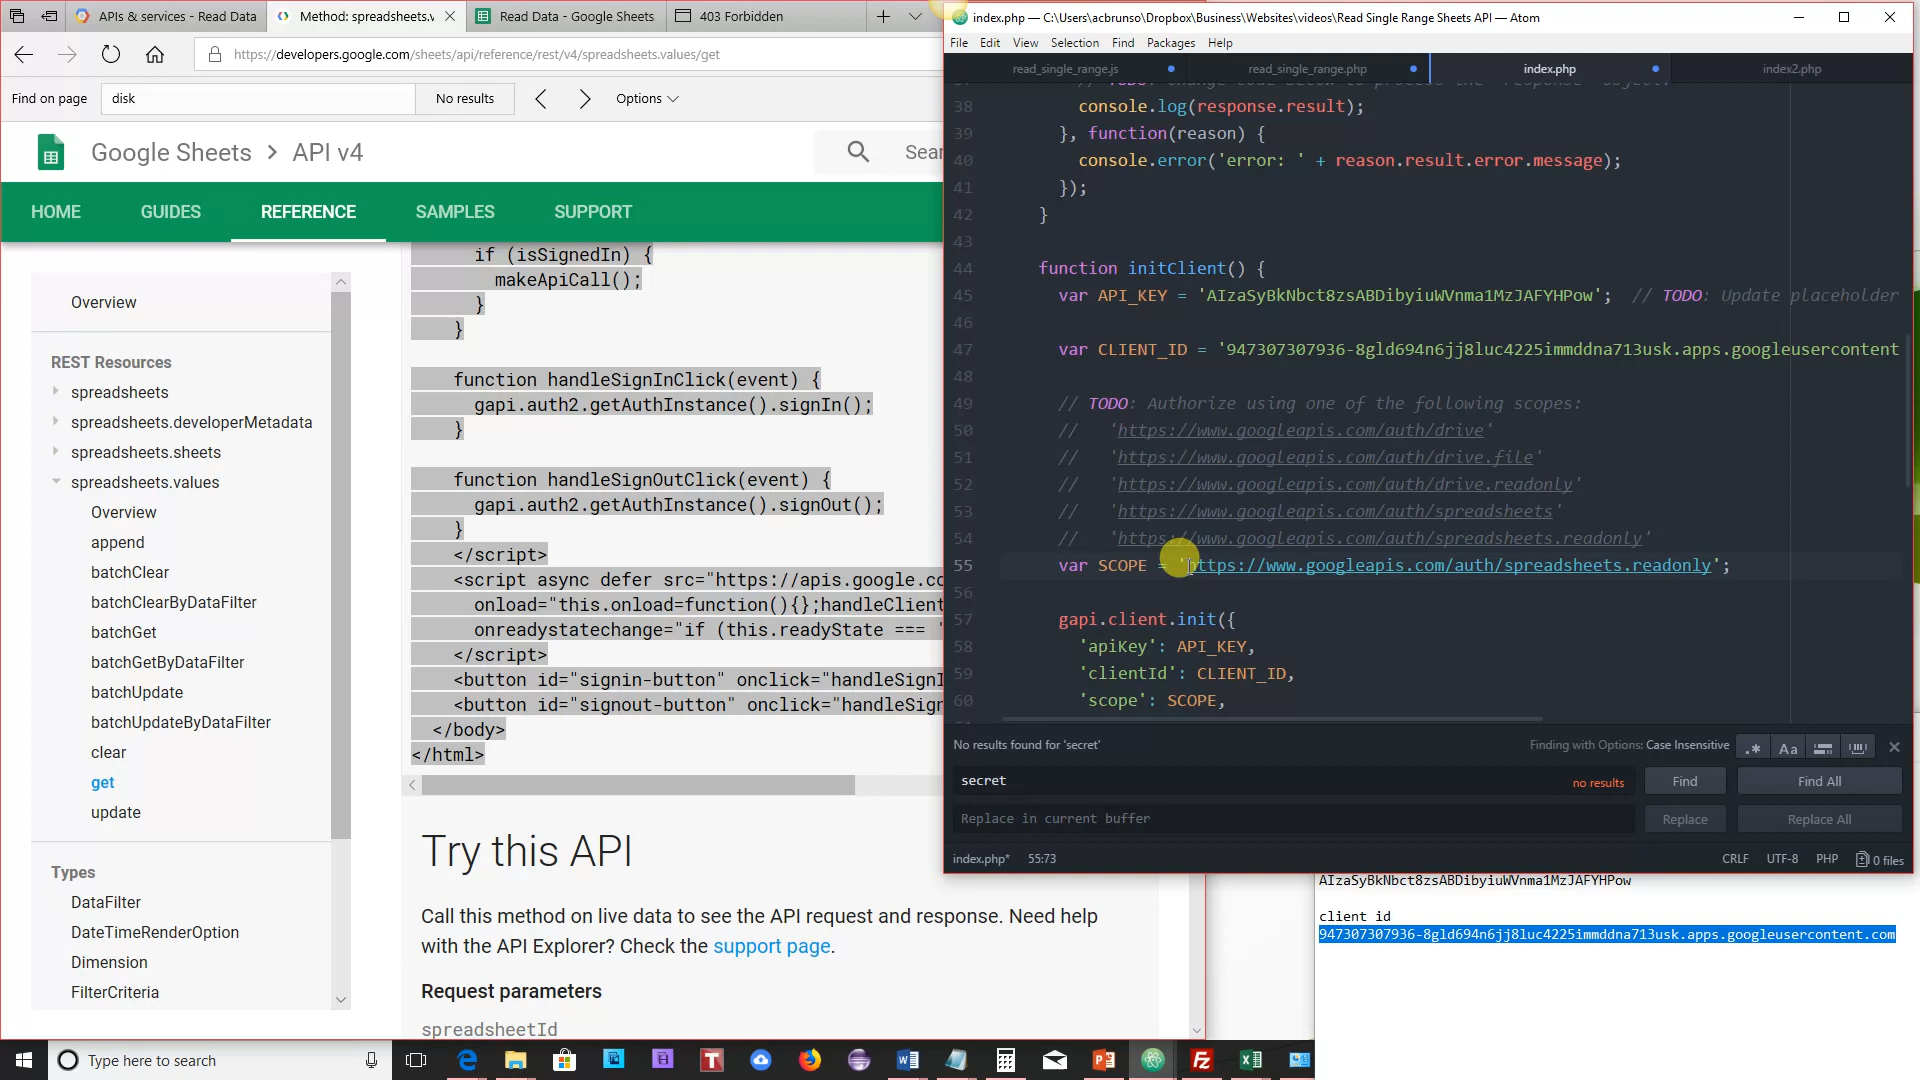 APIs & services - Read Data
Method: spreadsheets.v
Read Data - Google Sheets
403 Forbidden
https://developers.google.com/sheets/api/reference/rest/v4/spreadsheets.values/get
Find on page
disk
No results
Options
Google Sheets > API v4
Sear
HOME
GUIDES
REFERENCE
SAMPLES
SUPPORT
Overview
REST Resources
spreadsheets
spreadsheets.developerMetadata
spreadsheets.sheets
spreadsheets.values
Overview
append
batchClear
batchClearByDataFilter
batchGet
batchGetByDataFilter
batchUpdate
batchUpdateByDataFilter
clear
get
update
Types
DataFilter
DateTimeRenderOption
Dimension
FilterCriteria
if (isSignedIn) {
makeApiCall();
}
}
function handleSignInClick(event) {
gapi.auth2.getAuthInstance().signIn();
}
function handleSignOutClick(event) {
gapi.auth2.getAuthInstance().signOut();
}
</script>
<script async defer src="https://apis.google.co
onload="this.onload=function(){};handleClient
onreadystatechange="if (this.readyState === '
</script>
<button id="signin-button" onclick="handleSignI
<button id="signout-button" onclick="handleSign
</body>
</html>
Try this API
Call this method on live data to see the API request and response. Need help
with the API Explorer? Check the support page.
Request parameters
spreadsheetId
index.php — C:\Users\acbrunso\Dropbox\Business\Websites\videos\Read Single Range Sheets API — Atom
File Edit View Selection Find Packages Help
read_single_range.js
read_single_range.php
index.php
index2.php
38 console.log(response.result);
39 }, function(reason) {
40 console.error('error: ' + reason.result.error.message);
41 });
42 }
43
44 function initClient() {
45 var API_KEY = 'AIzaSyBkNbct8zsABDibyiuWVnma1MzJAFYHPow'; // TODO: Update placeholder
46
47 var CLIENT_ID = '947307307936-8gld694n6jj8luc4225immddna713usk.apps.googleusercontent
48
49 // TODO: Authorize using one of the following scopes:
50 // 'https://www.googleapis.com/auth/drive'
51 // 'https://www.googleapis.com/auth/drive.file'
52 // 'https://www.googleapis.com/auth/drive.readonly'
53 // 'https://www.googleapis.com/auth/spreadsheets'
54 // 'https://www.googleapis.com/auth/spreadsheets.readonly'
55 var SCOPE = 'https://www.googleapis.com/auth/spreadsheets.readonly';
56
57 gapi.client.init({
58 'apiKey': API_KEY,
59 'clientId': CLIENT_ID,
60 'scope': SCOPE,
No results found for 'secret'
Finding with Options: Case Insensitive
.* Aa
secret
no results
Find
Find All
Replace in current buffer
Replace
Replace All
index.php* 55:73
CRLF UTF-8 PHP 0 files
AIzaSyBkNbct8zsABDibyiuWVnma1MzJAFYHPow
client id
947307307936-8gld694n6jj8luc4225immddna713usk.apps.googleusercontent.com
Type here to search